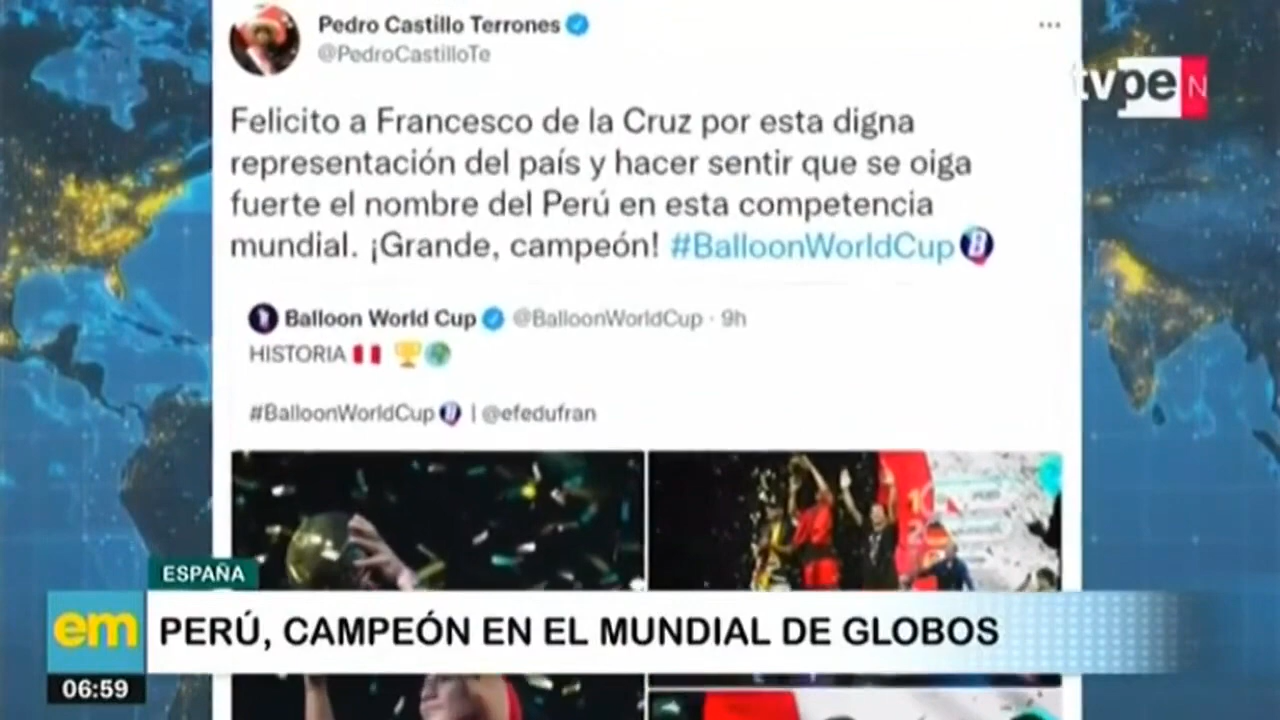 Pedro Castillo Terrones
@PedroCastilloTe
tvpe N
Felicito a Francesco de la Cruz por esta digna
representación del país y hacer sentir que se oiga
fuerte el nombre del Perú en esta competencia
mundial. ¡Grande, campeón! #BalloonWorldCup
Balloon World Cup @BalloonWorldCup · 9h
HISTORIA
#BalloonWorldCup | @efedufran
ESPAÑA
em PERÚ, CAMPEÓN EN EL MUNDIAL DE GLOBOS
06:59